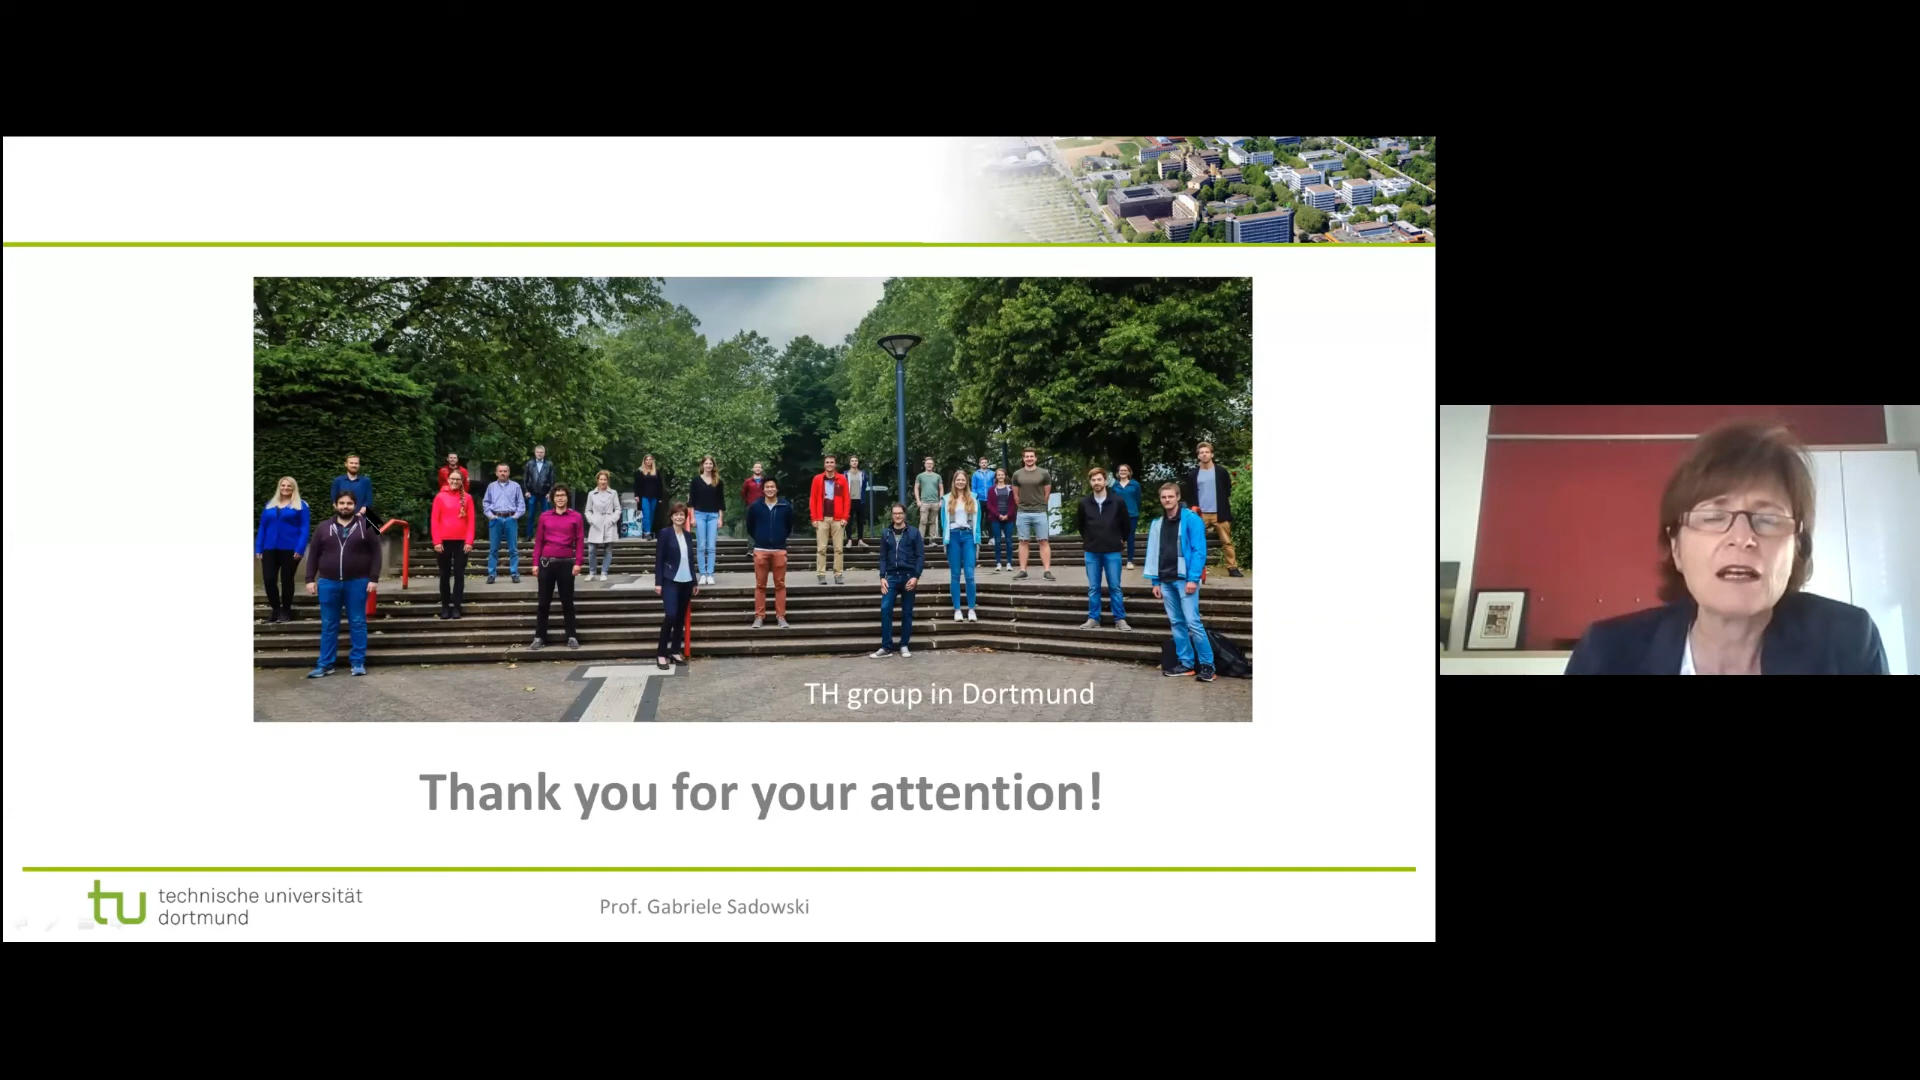 TH group in Dortmund
Thank you for your attention!
tu technische universität
dortmund
Prof. Gabriele Sadowski